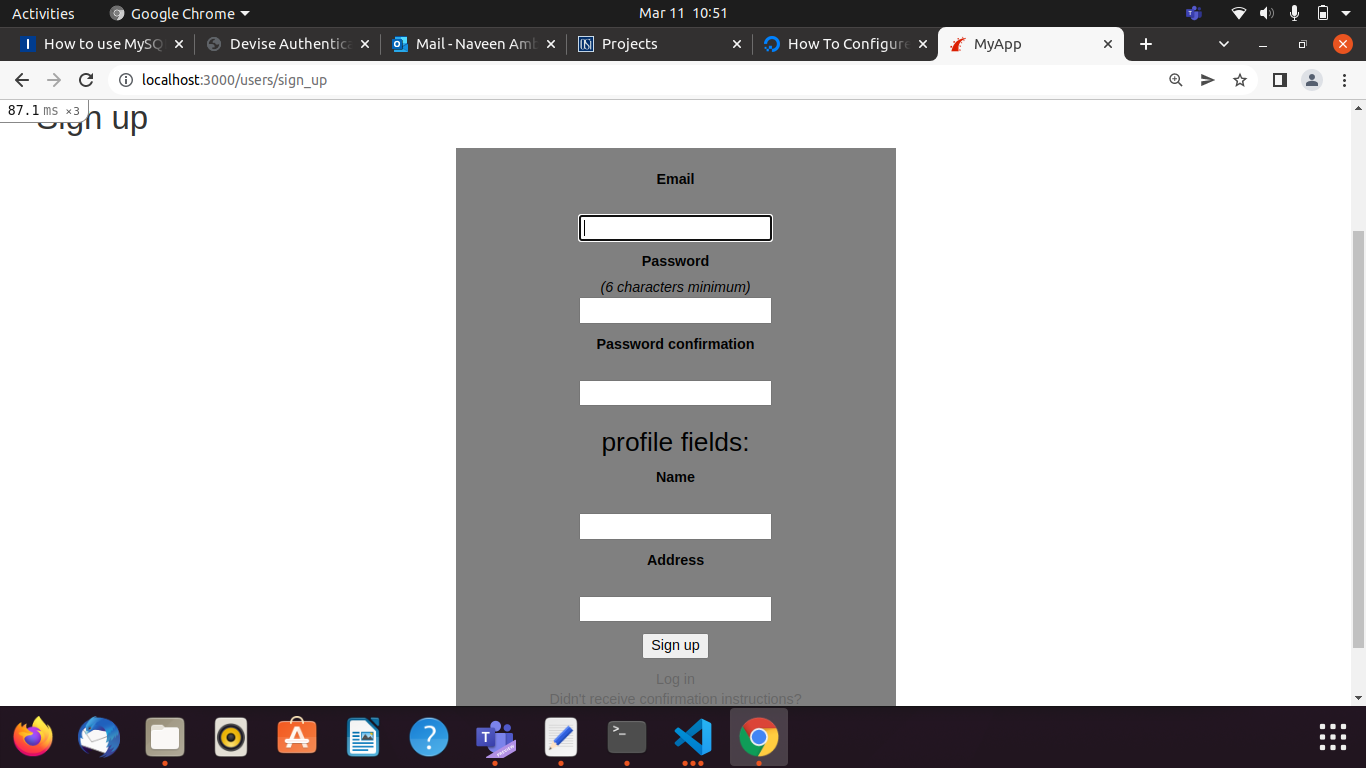 Activities Google Chrome Mar 11 10:51
How to use MySQ Devise Authentica Mail - Naveen Amb Projects How To Configure MyApp
localhost:3000/users/sign_up
87.1 ms ×3
Sign up
Email
Password
(6 characters minimum)
Password confirmation
profile fields:
Name
Address
Sign up
Log in
Didn't receive confirmation instructions?